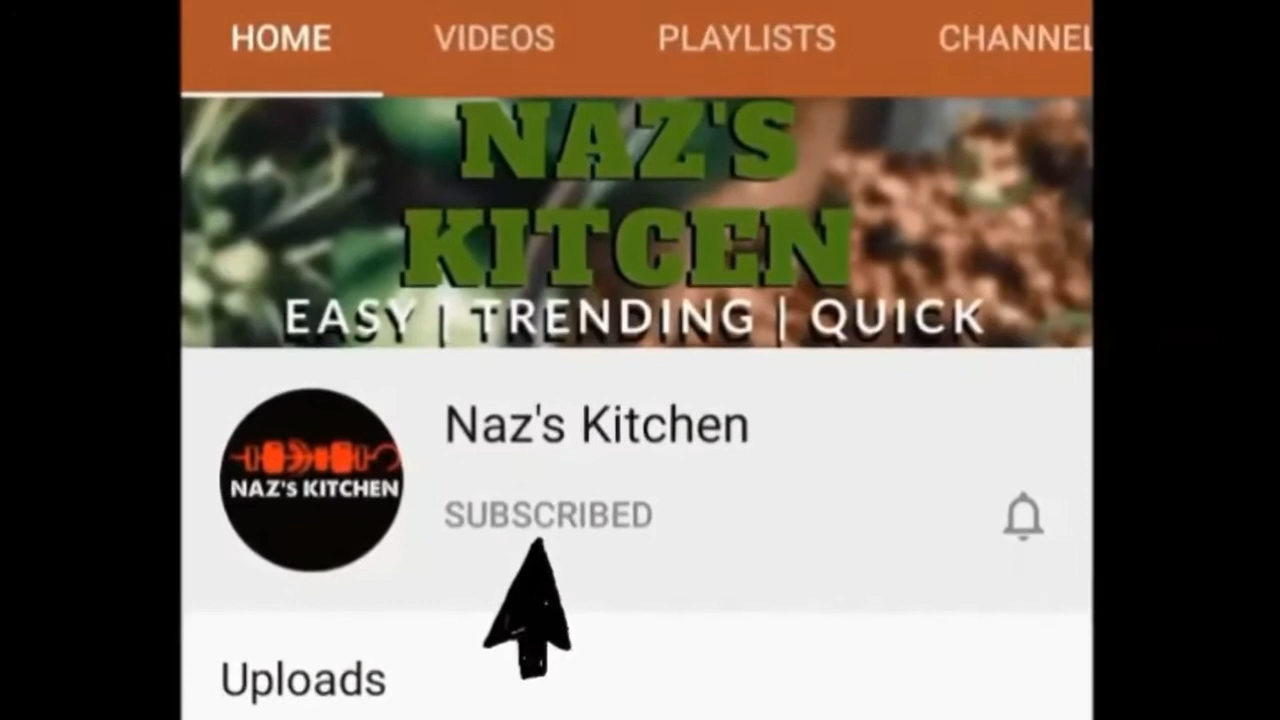 HOME VIDEOS PLAYLISTS CHANNEL
NAZ'S
KITCEN
EASY | TRENDING | QUICK
Naz's Kitchen
NAZ's KITCHEN
SUBSCRIBED
Uploads